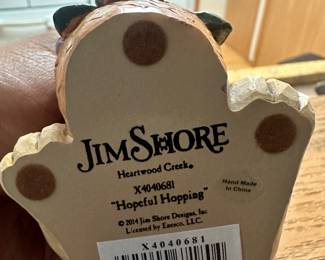 JIM SHORE
Heartwood Creek®
X4040681
"Hopeful Hopping"
Hand Made
In China
©2014 Jim Shore Designs, Inc
Licensed by Enesco, LLC.
X4040681